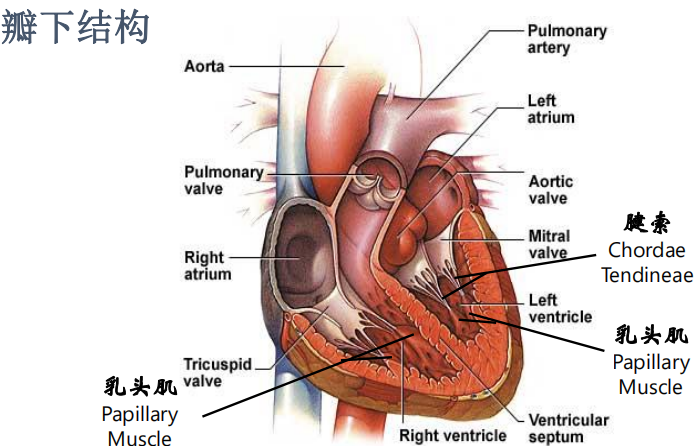 瓣下结构
Pulmonary
artery
Aorta
Left
atrium
Pulmonary
valve
Aortic
valve
腱索
Chordae
Tendineae
Mitral
valve
Right
atrium
Left
ventricle
乳头肌
Papillary
Muscle
Tricuspid
valve
乳头肌
Papillary
Muscle
Right ventricle
Ventricular
septum